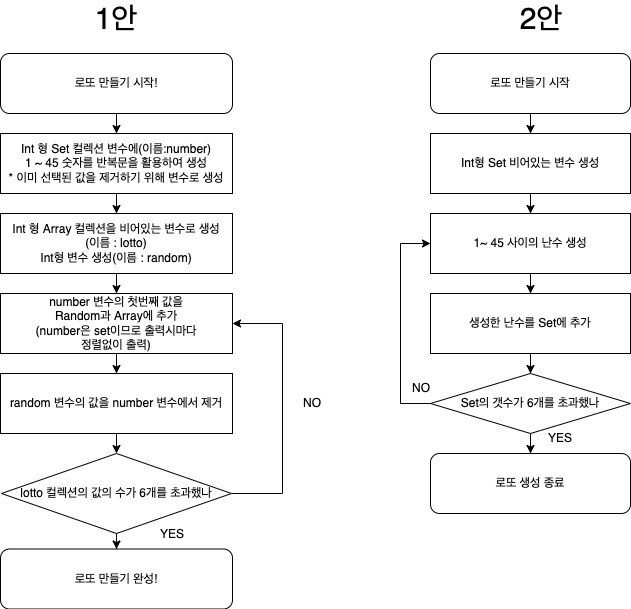 1안
로또 만들기 시작!
Int 형 Set 컬렉션 변수에(이름:number)
1 ~ 45 숫자를 반복문을 활용하여 생성
* 이미 선택된 값을 제거하기 위해 변수로 생성
Int 형 Array 컬렉션을 비어있는 변수로 생성
(이름 : lotto)
Int형 변수 생성(이름 : random)
number 변수의 첫번째 값을
Random과 Array에 추가
(number은 set이므로 출력시마다
정렬없이 출력)
random 변수의 값을 number 변수에서 제거
NO
lotto 컬렉션의 값의 수가 6개를 초과했나
YES
로또 만들기 완성!
2안
로또 만들기 시작
Int형 Set 비어있는 변수 생성
1~ 45 사이의 난수 생성
생성한 난수를 Set에 추가
NO
Set의 갯수가 6개를 초과했나
YES
로또 생성 종료